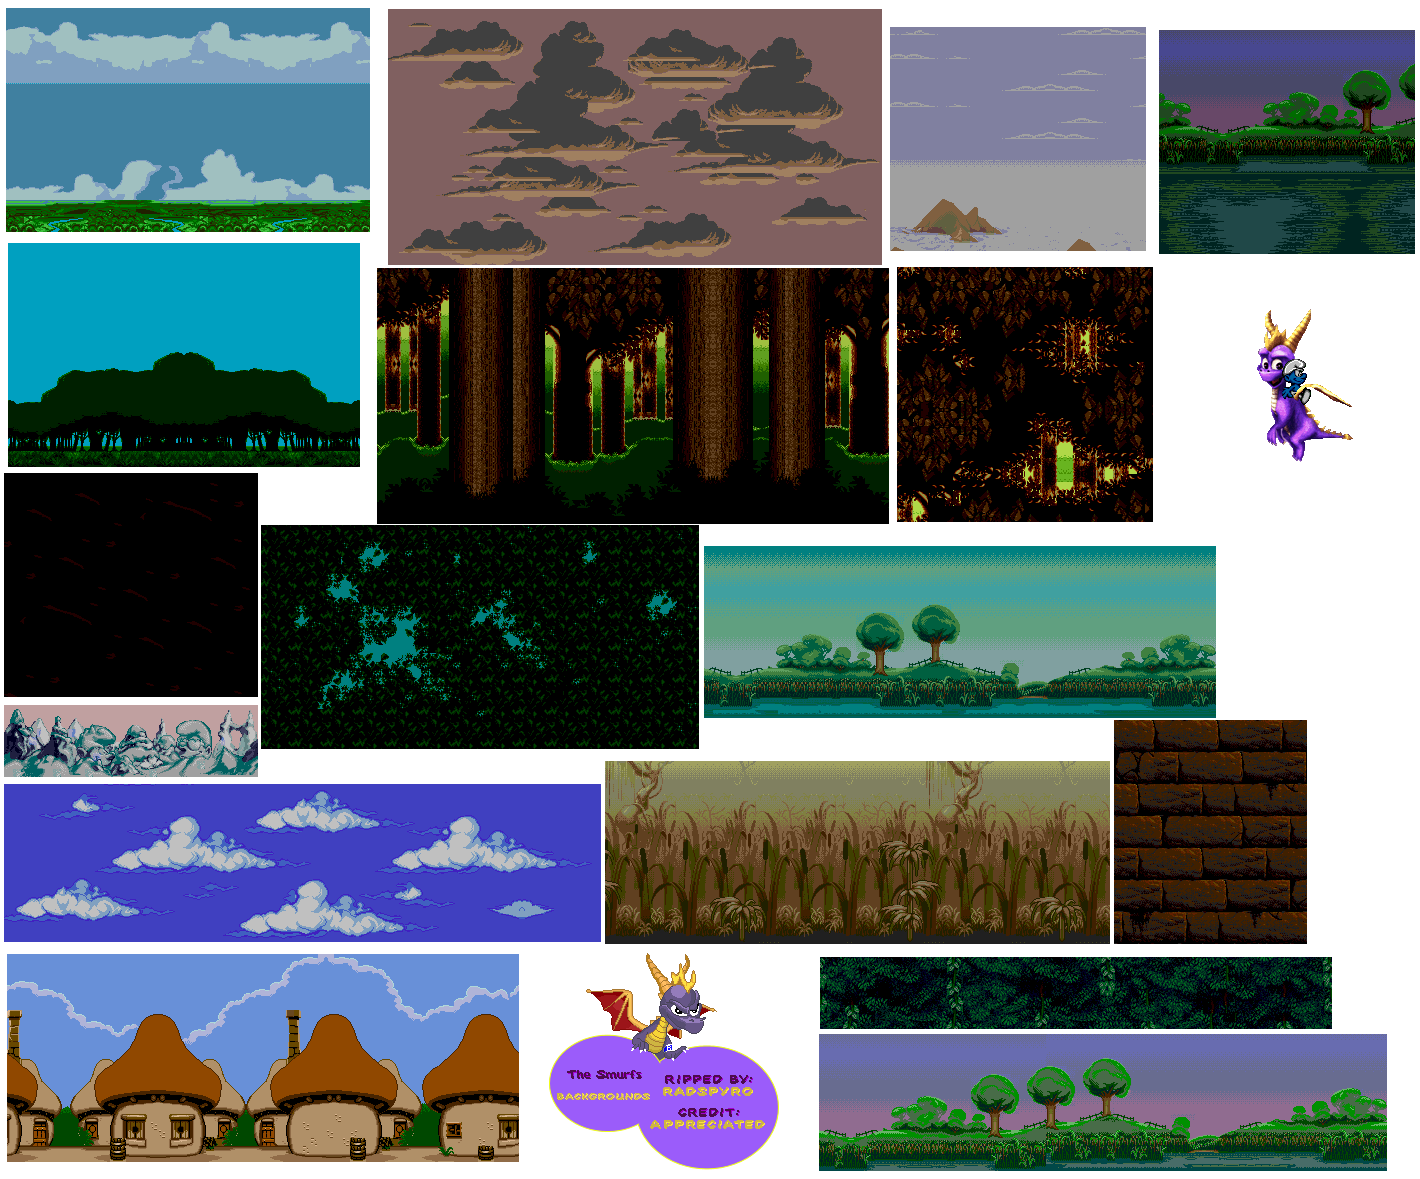 The Smurfs
BACKGROUNDS
RIPPED BY:
RADSPYRO
CREDIT:
APPRECIATED